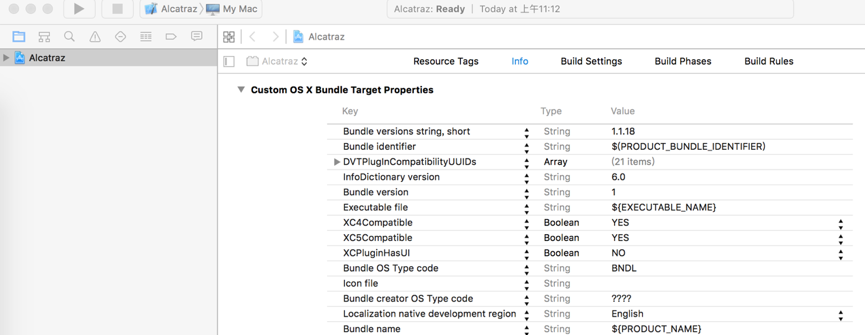 Alcatraz My Mac
Alcatraz: Ready | Today at 上午11:12
Alcatraz
Alcatraz
Alcatraz Resource Tags Info Build Settings Build Phases Build Rules
Custom OS X Bundle Target Properties
Key Type Value
Bundle versions string, short String 1.1.18
Bundle identifier String $(PRODUCT_BUNDLE_IDENTIFIER)
DVTPlugInCompatibilityUUIDs Array (21 items)
InfoDictionary version String 6.0
Bundle version String 1
Executable file String ${EXECUTABLE_NAME}
XC4Compatible Boolean YES
XC5Compatible Boolean YES
XCPluginHasUI Boolean NO
Bundle OS Type code String BNDL
Icon file String
Bundle creator OS Type code String ????
Localization native development region String English
Bundle name String ${PRODUCT_NAME}